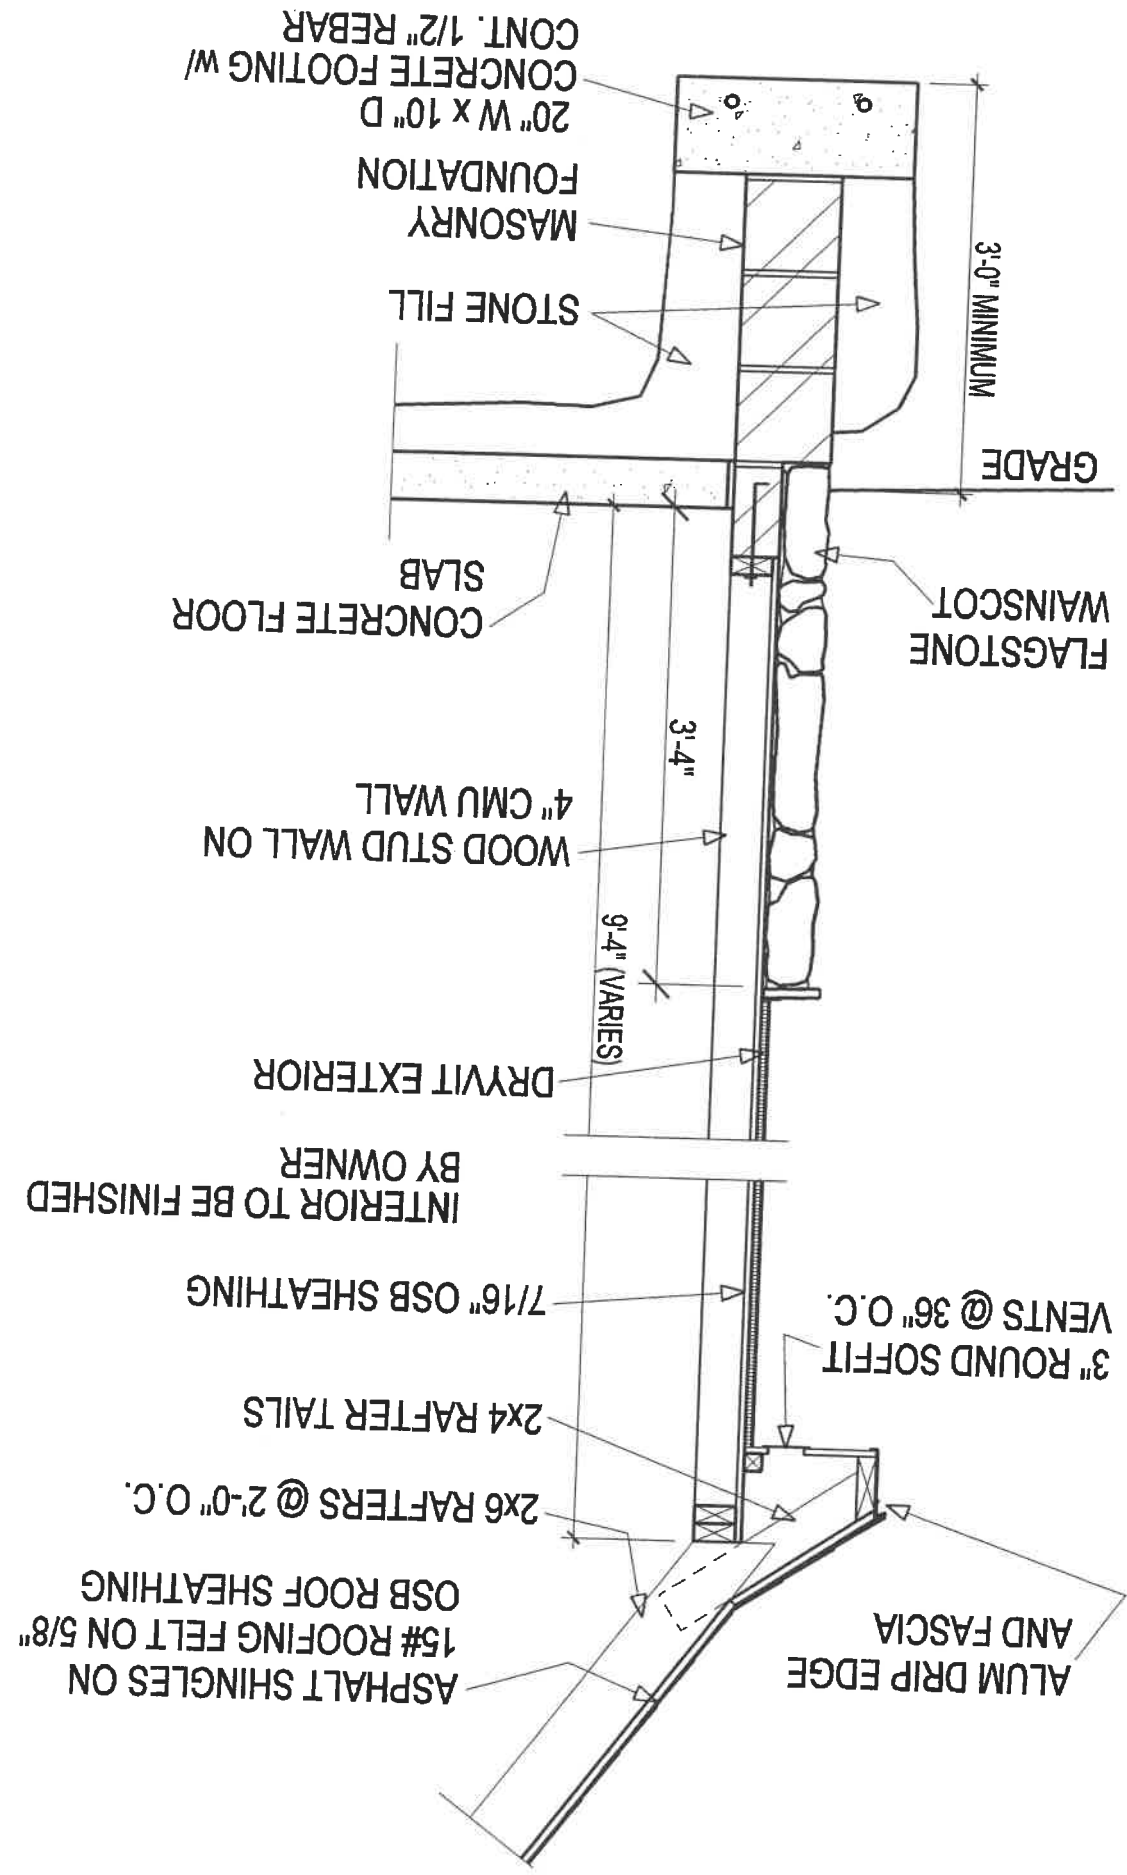 ALUM DRIP EDGE
AND FASCIA
ASPHALT SHINGLES ON
15# ROOFING FELT ON 5/8"
OSB ROOF SHEATHING
2x6 RAFTERS @ 2'-0" O.C.
2x4 RAFTER TAILS
3" ROUND SOFFIT
VENTS @ 36" O.C.
7/16" OSB SHEATHING
INTERIOR TO BE FINISHED
BY OWNER
DRYVIT EXTERIOR
9'-4" (VARIES)
WOOD STUD WALL ON
4" CMU WALL
3'-4"
FLAGSTONE
WAINSCOT
CONCRETE FLOOR
SLAB
GRADE
3'-0" MINIMUM
STONE FILL
MASONRY
FOUNDATION
20" W x 10" D
CONCRETE FOOTING W/
CONT. 1/2" REBAR